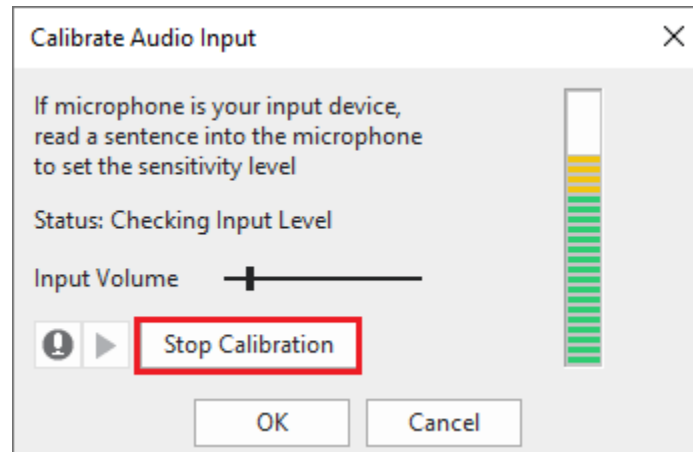 Calibrate Audio Input
If microphone is your input device,
read a sentence into the microphone
to set the sensitivity level
Status: Checking Input Level
Input Volume
Stop Calibration
OK
Cancel